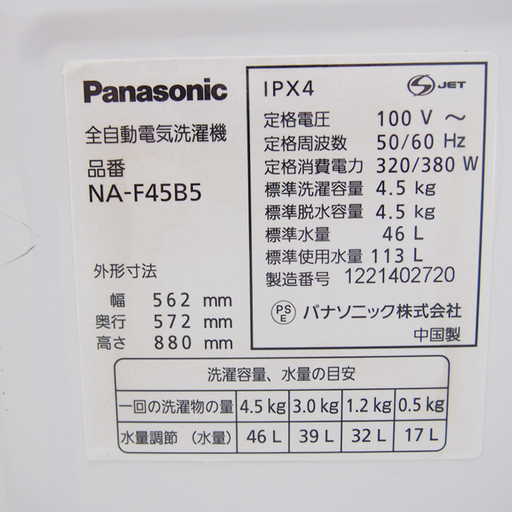 Panasonic
全自動電気洗濯機
品番
NA-F45B5
外形寸法
幅 562 mm
奥行 572 mm
高さ 880 mm
IPX4 S JET
定格電圧 100 V ～
定格周波数 50/60 Hz
定格消費電力 320/380 W
標準洗濯容量 4.5 kg
標準脱水容量 4.5 kg
標準水量 46 L
標準使用水量 113 L
製造番号 1221402720
PS E パナソニック株式会社
中国製
洗濯容量、水量の目安
一回の洗濯物の量 4.5 kg 3.0 kg 1.2 kg 0.5 kg
水量調節（水量） 46 L 39 L 32 L 17 L